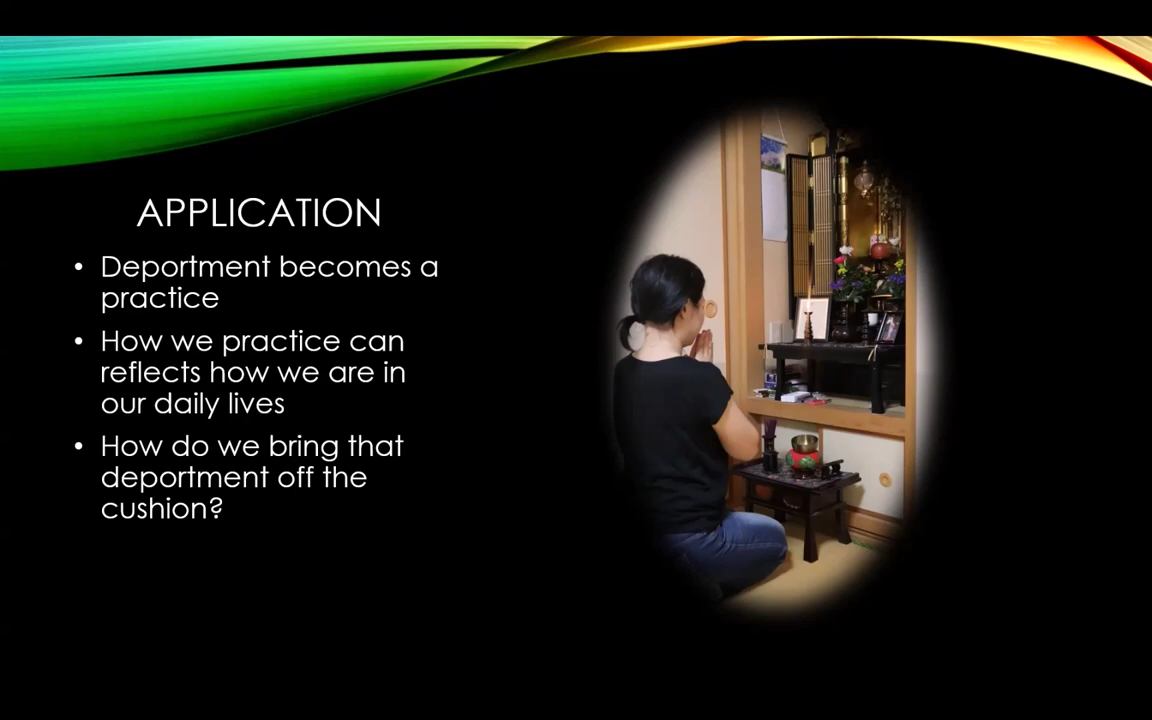 APPLICATION
• Deportment becomes a
practice
• How we practice can
reflects how we are in
our daily lives
• How do we bring that
deportment off the
cushion?